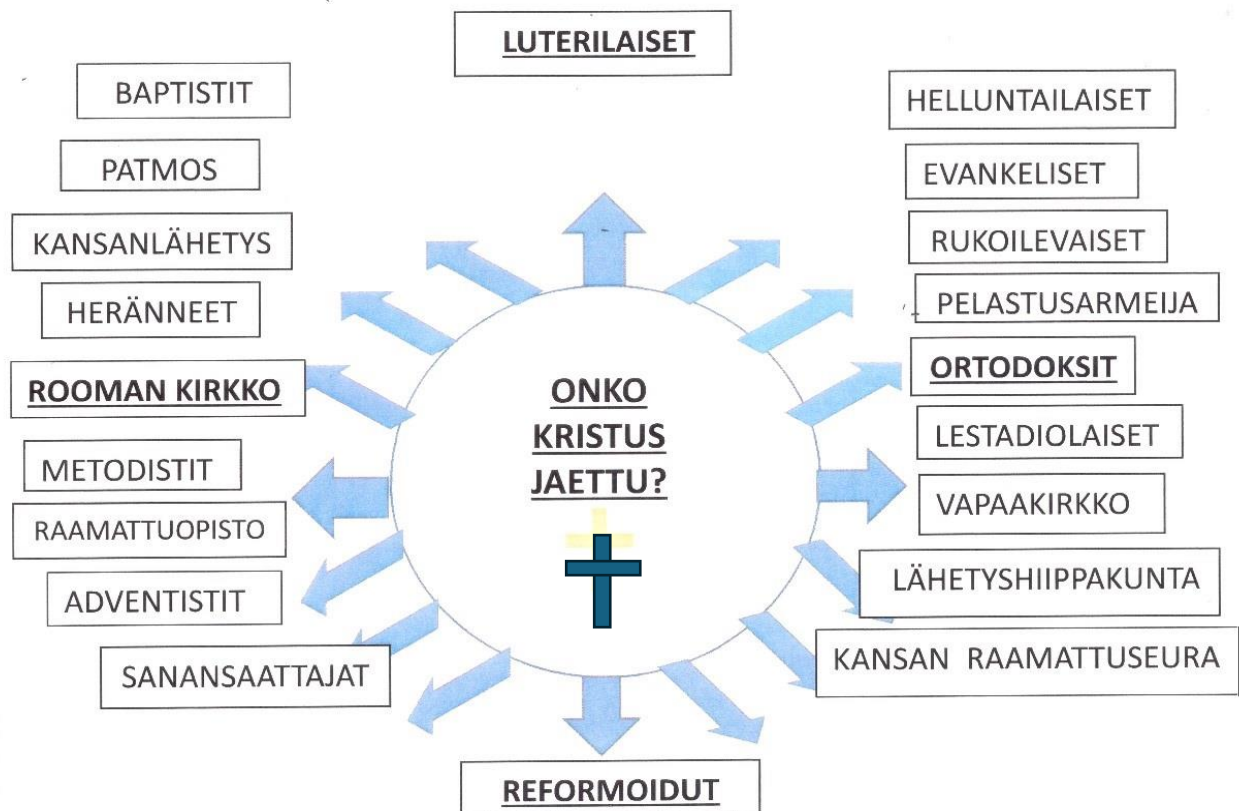 LUTERILAISET
BAPTISTIT
PATMOS
KANSANLÄHETYS
HERÄNNEET
ROOMAN KIRKKO
METODISTIT
RAAMATTUOPISTO
ADVENTISTIT
SANANSAATTAJAT
ONKO
KRISTUS
JAETTU?
HELLUNTAILAISET
EVANKELISET
RUKOILEVAISET
PELASTUSARMEIJA
ORTODOKSIT
LESTADIOLAISET
VAPAAKIRKKO
LÄHETYSHIIPPAKUNTA
KANSAN RAAMATTUSEURA
REFORMOIDUT